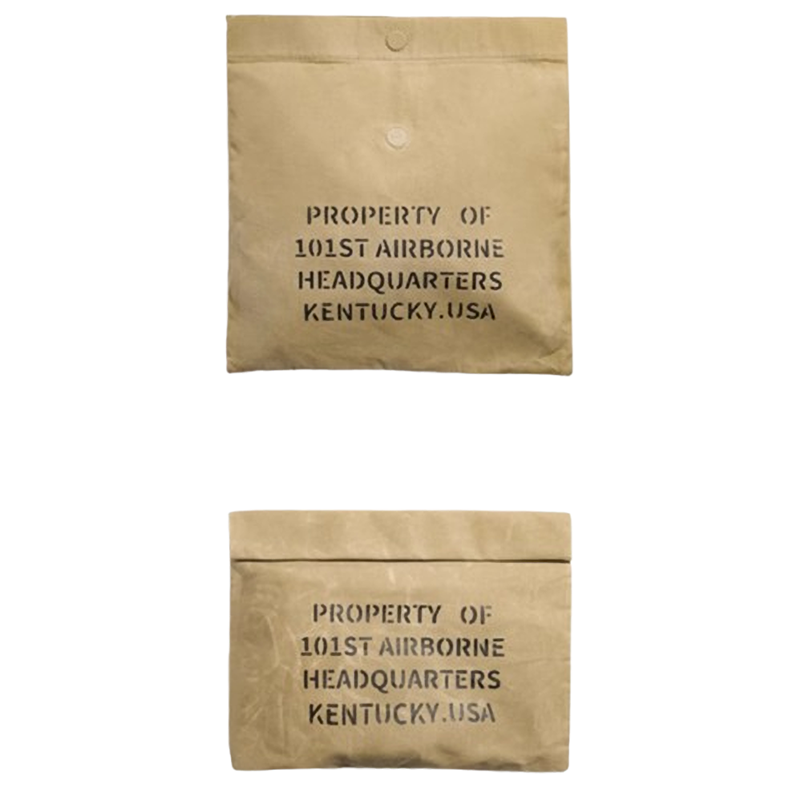 PROPERTY OF
101ST AIRBORNE
HEADQUARTERS
KENTUCKY.USA
PROPERTY OF
101ST AIRBORNE
HEADQUARTERS
KENTUCKY.USA